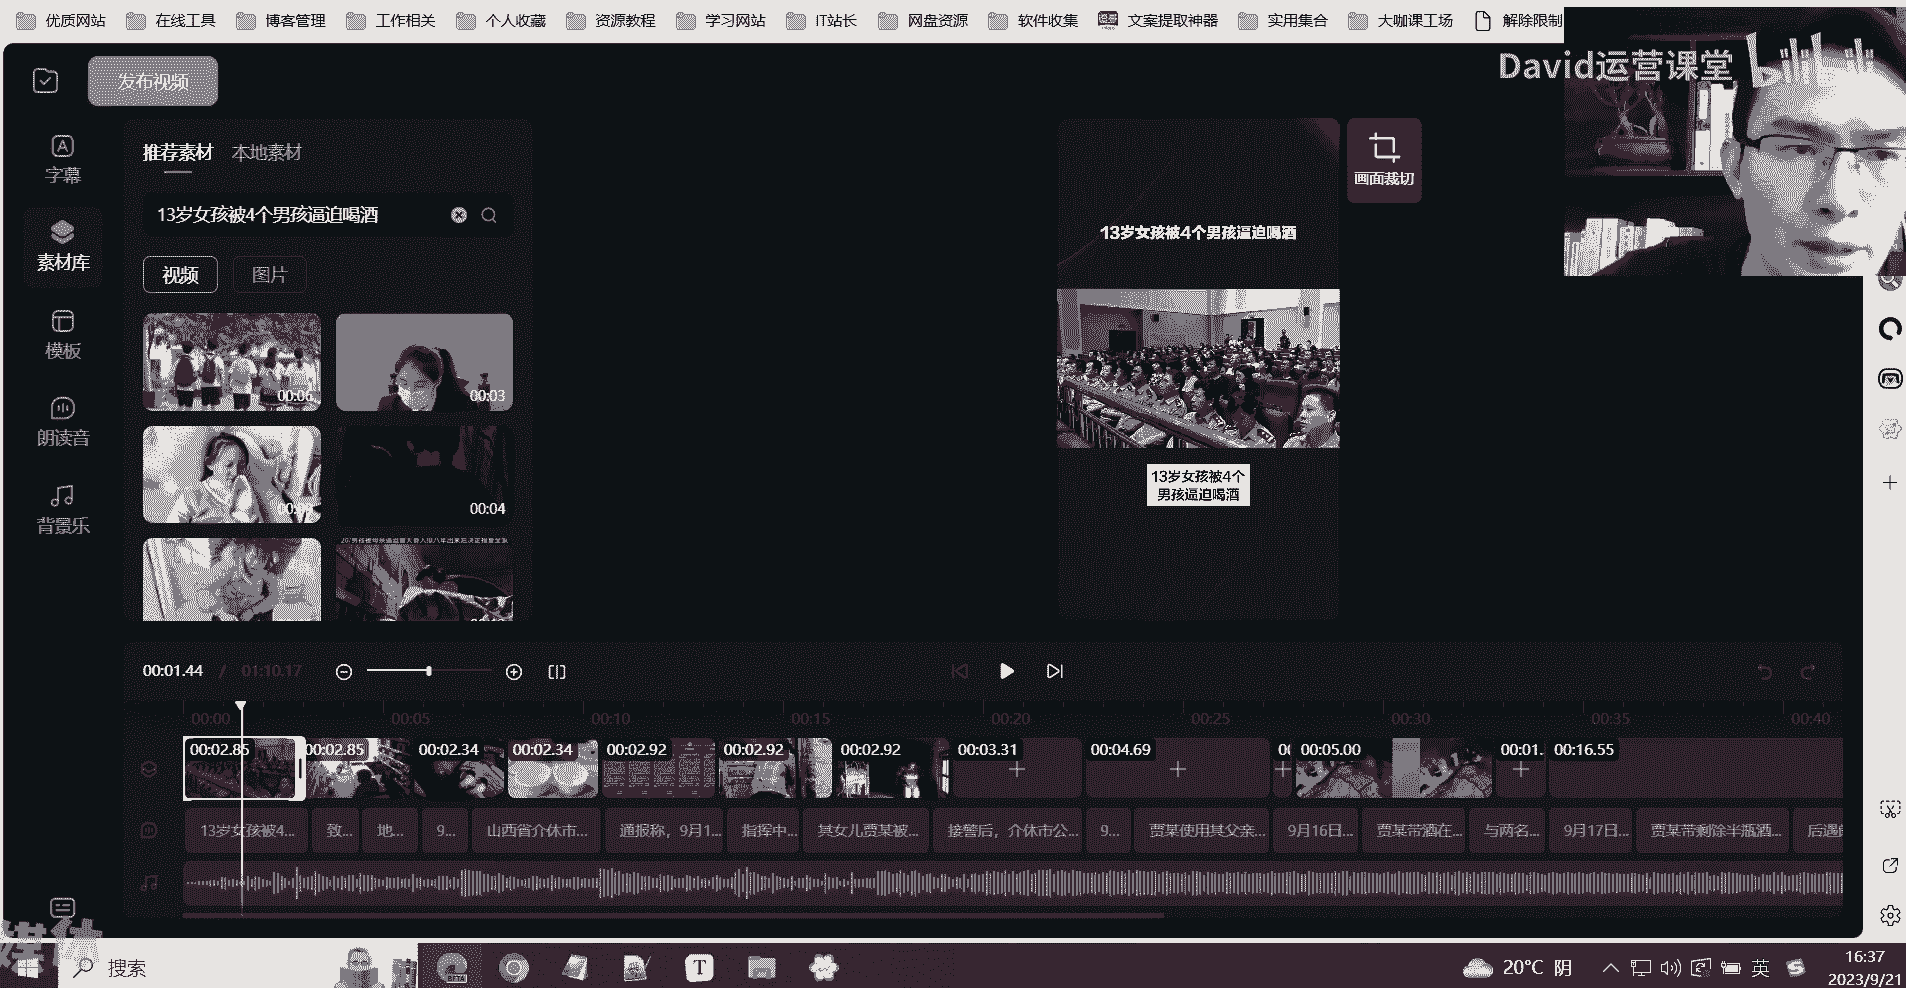 优质网站 在线工具 博客管理 工作相关 个人收藏 资源教程 学习网站 IT站长 网盘资源 软件收集 文案提取神器 实用集合 大咖课工场 解除限制
David运营课堂 bilibili
发布视频
字幕
素材库
模板
朗读音
背景乐
推荐素材 本地素材
13岁女孩被4个男孩逼迫喝酒
视频 图片
00:06 00:03
00:04
画面裁切
13岁女孩被4个男孩逼迫喝酒
13岁女孩被4个
男孩逼迫喝酒
00:01.44 / 01:10.17
00:00 00:05 00:10 00:15 00:20 00:25 00:30 00:35 00:40
00:02.85 00:02.85 00:02.34 00:02.34 00:02.92 00:02.92 00:02.92 00:03.31 00:04.69 00:05.00 00:01. 00:16.55
13岁女孩被4... 致... 地... 9... 山西省介休市... 通报称，9月1... 指挥中... 其女儿贾某被... 接警后，介休市公... 9... 贾某使用其父亲... 9月16日... 贾某带酒在... 与两名... 9月17日... 贾某带剩除半瓶酒... 后遇
媒体
搜索
T
20°C 阴
英
16:37
2023/9/21